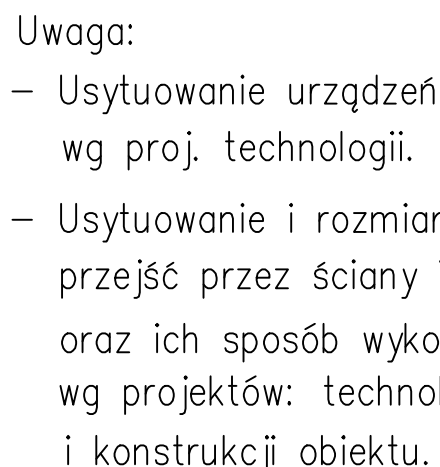 Uwaga:
– Usytuowanie urządzeń
wg proj. technologii.
– Usytuowanie i rozmiar
przejść przez ściany i
oraz ich sposób wyko
wg projektów: technol
i konstrukcji obiektu.